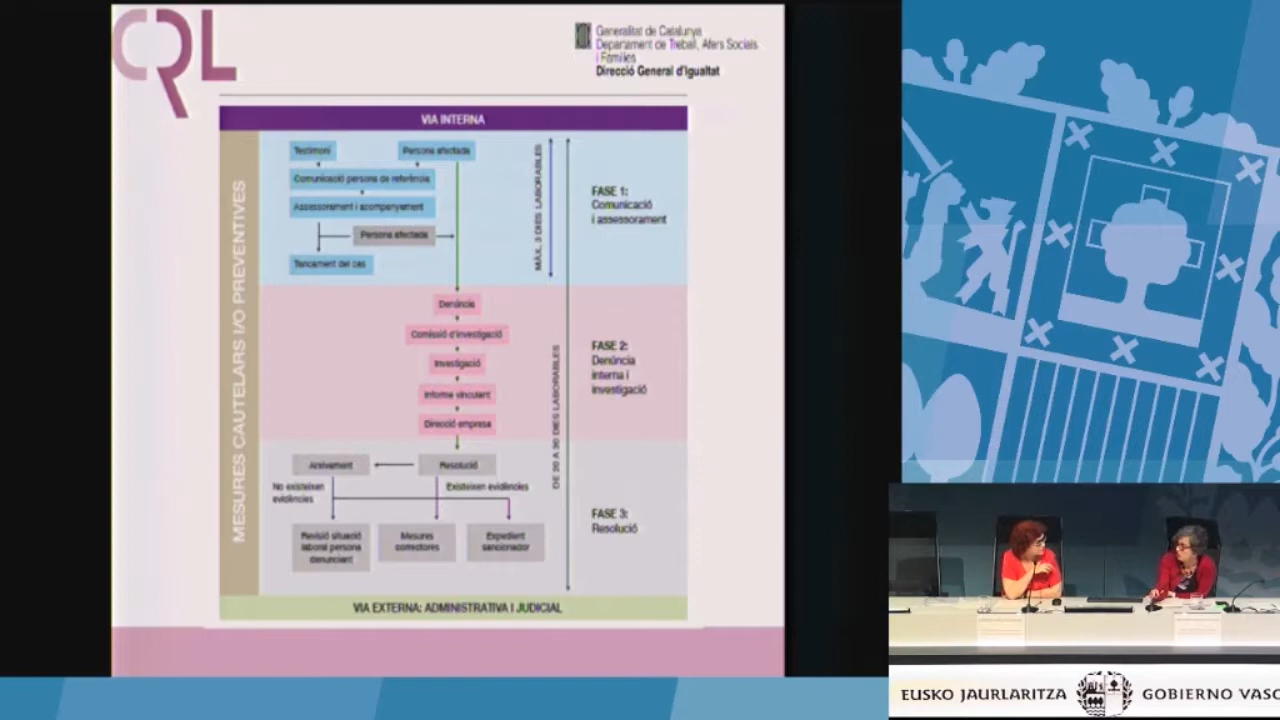 CRL
Generalitat de Catalunya
Departament de Treball, Afers Socials
i Famílies
Direcció General d'Igualtat
VIA INTERNA
MESURES CAUTELARS I/O PREVENTIVES
Testimoni
Persona afectada
Comunicació persona de referència
Assessorament i acompanyament
Persona afectada
Tancament del cas
MÀX. 3 DIES LABORABLES
FASE 1:
Comunicació
i assessorament
Denúncia
Comissió d'investigació
Investigació
Informe vinculant
Direcció empresa
DE 20 A 30 DIES LABORABLES
FASE 2:
Denúncia
interna i
investigació
Arxivament
Resolució
No existeixen
evidències
Existeixen evidències
Revisió situació
laboral persona
denunciant
Mesures
correctores
Expedient
sancionador
FASE 3:
Resolució
VIA EXTERNA: ADMINISTRATIVA I JUDICIAL
EUSKO JAURLARITZA
GOBIERNO VASC